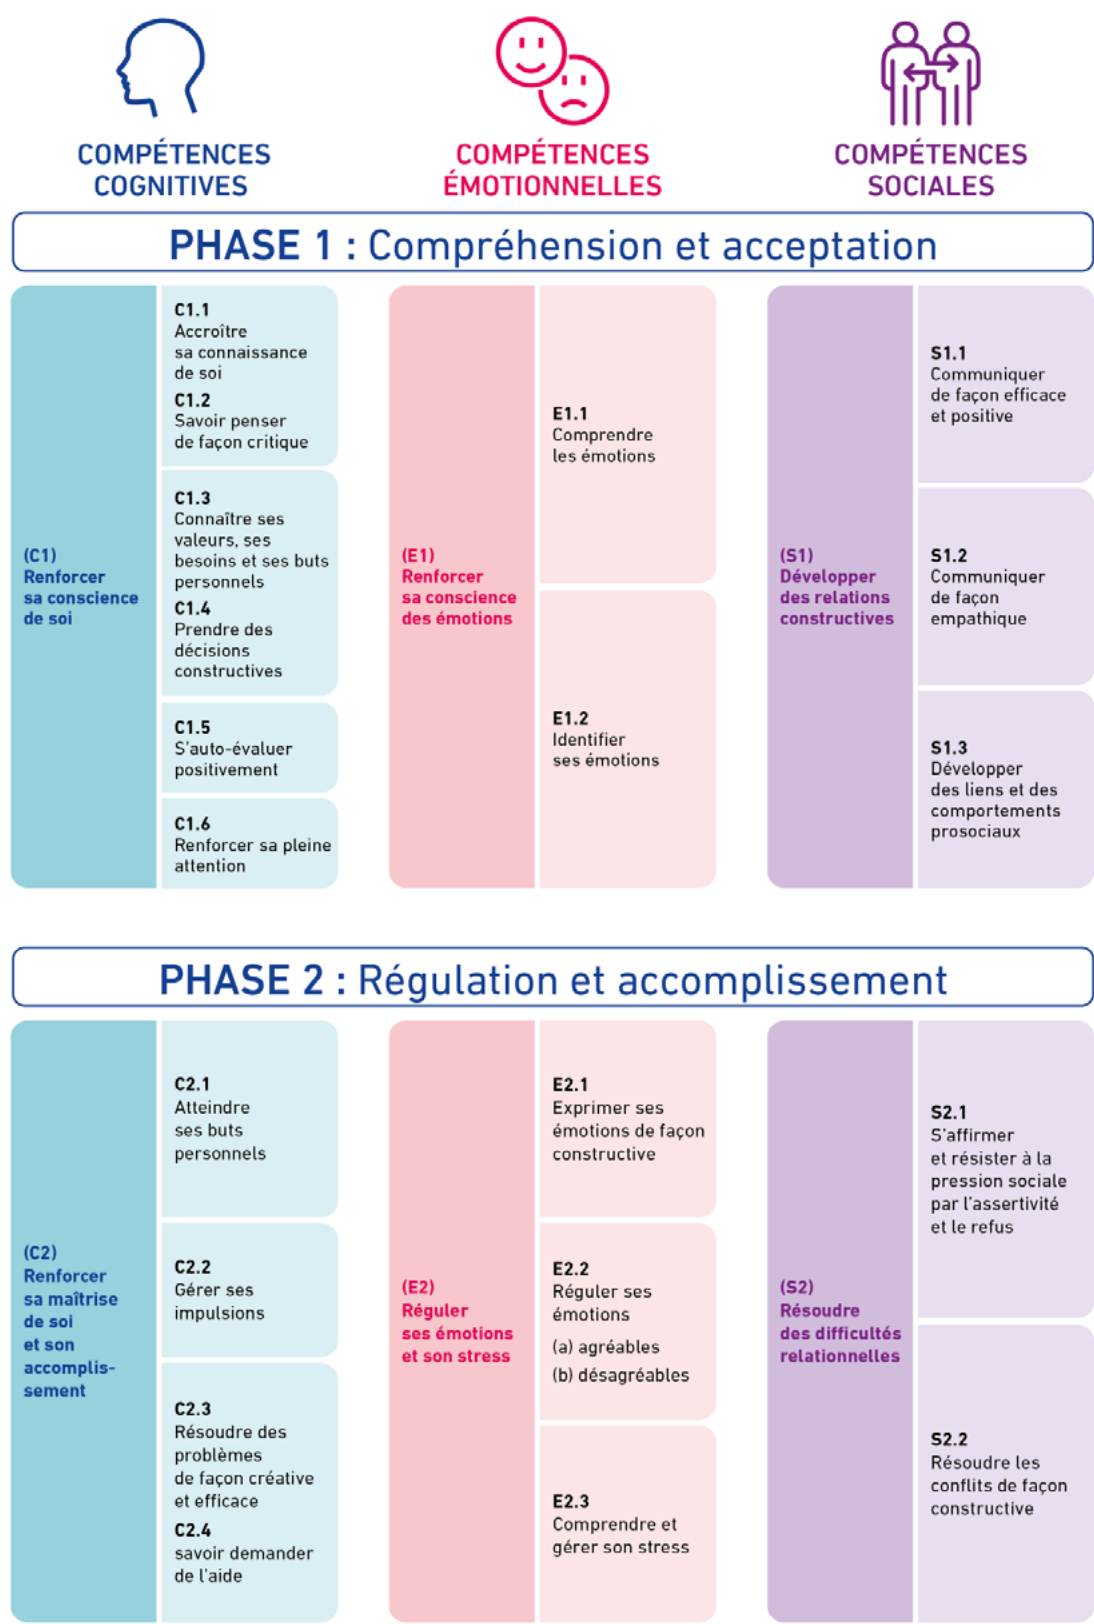 COMPÉTENCES
COGNITIVES
COMPÉTENCES
ÉMOTIONNELLES
COMPÉTENCES
SOCIALES
PHASE 1 : Compréhension et acceptation
(C1)
Renforcer
sa conscience
de soi
C1.1
Accroître
sa connaissance
de soi
C1.2
Savoir penser
de façon critique
C1.3
Connaître ses
valeurs, ses
besoins et ses buts
personnels
C1.4
Prendre des
décisions
constructives
C1.5
S'auto-évaluer
positivement
C1.6
Renforcer sa pleine
attention
(E1)
Renforcer
sa conscience
des émotions
E1.1
Comprendre
les émotions
E1.2
Identifier
ses émotions
(S1)
Développer
des relations
constructives
S1.1
Communiquer
de façon efficace
et positive
S1.2
Communiquer
de façon
empathique
S1.3
Développer
des liens et des
comportements
prosociaux
PHASE 2 : Régulation et accomplissement
(C2)
Renforcer
sa maîtrise
de soi
et son
accomplis-
sement
C2.1
Atteindre
ses buts
personnels
C2.2
Gérer ses
impulsions
C2.3
Résoudre des
problèmes
de façon créative
et efficace
C2.4
savoir demander
de l'aide
(E2)
Réguler
ses émotions
et son stress
E2.1
Exprimer ses
émotions de façon
constructive
E2.2
Réguler ses
émotions
(a) agréables
(b) désagréables
E2.3
Comprendre et
gérer son stress
(S2)
Résoudre
des difficultés
relationnelles
S2.1
S'affirmer
et résister à la
pression sociale
par l'assertivité
et le refus
S2.2
Résoudre les
conflits de façon
constructive